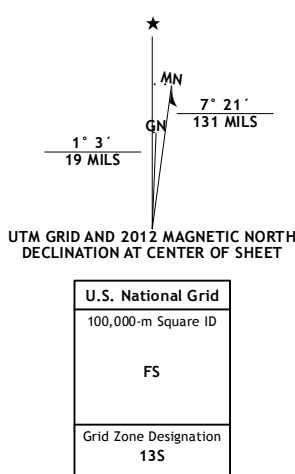 ★
MN
GN
7° 21´
131 MILS
1° 3´
19 MILS
UTM GRID AND 2012 MAGNETIC NORTH
DECLINATION AT CENTER OF SHEET
U.S. National Grid
100,000-m Square ID
FS
Grid Zone Designation
13S